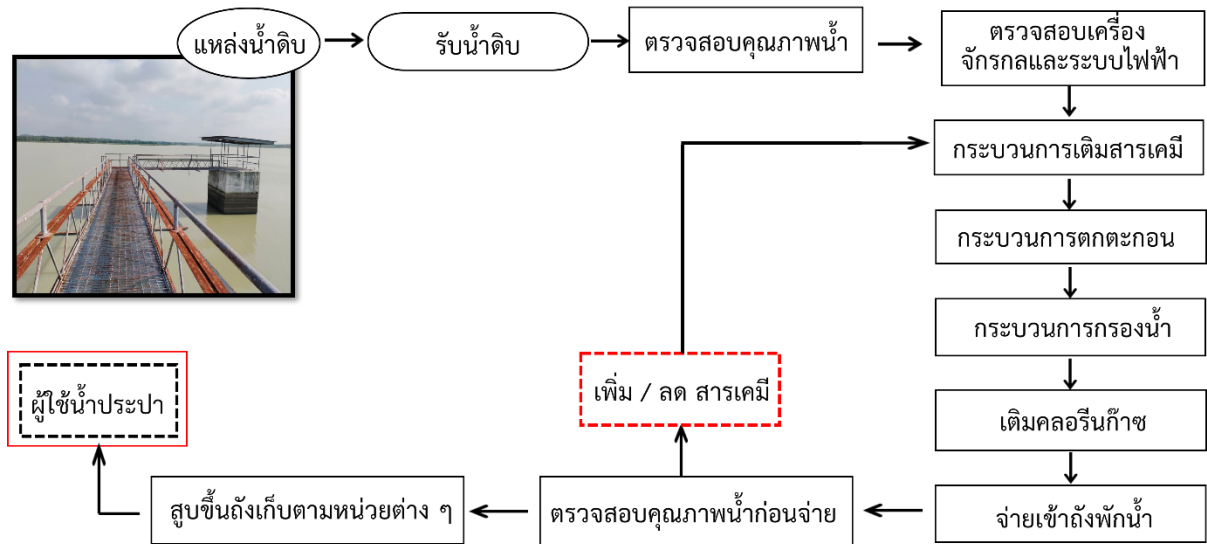 แหล่งน้ำดิบ
รับน้ำดิบ
ตรวจสอบคุณภาพน้ำ
ตรวจสอบเครื่อง
จักรกลและระบบไฟฟ้า
กระบวนการเติมสารเคมี
กระบวนการตกตะกอน
กระบวนการกรองน้ำ
เติมคลอรีนก๊าซ
จ่ายเข้าถังพักน้ำ
ตรวจสอบคุณภาพน้ำก่อนจ่าย
เพิ่ม / ลด สารเคมี
สูบขึ้นถังเก็บตามหน่วยต่าง ๆ
ผู้ใช้น้ำประปา